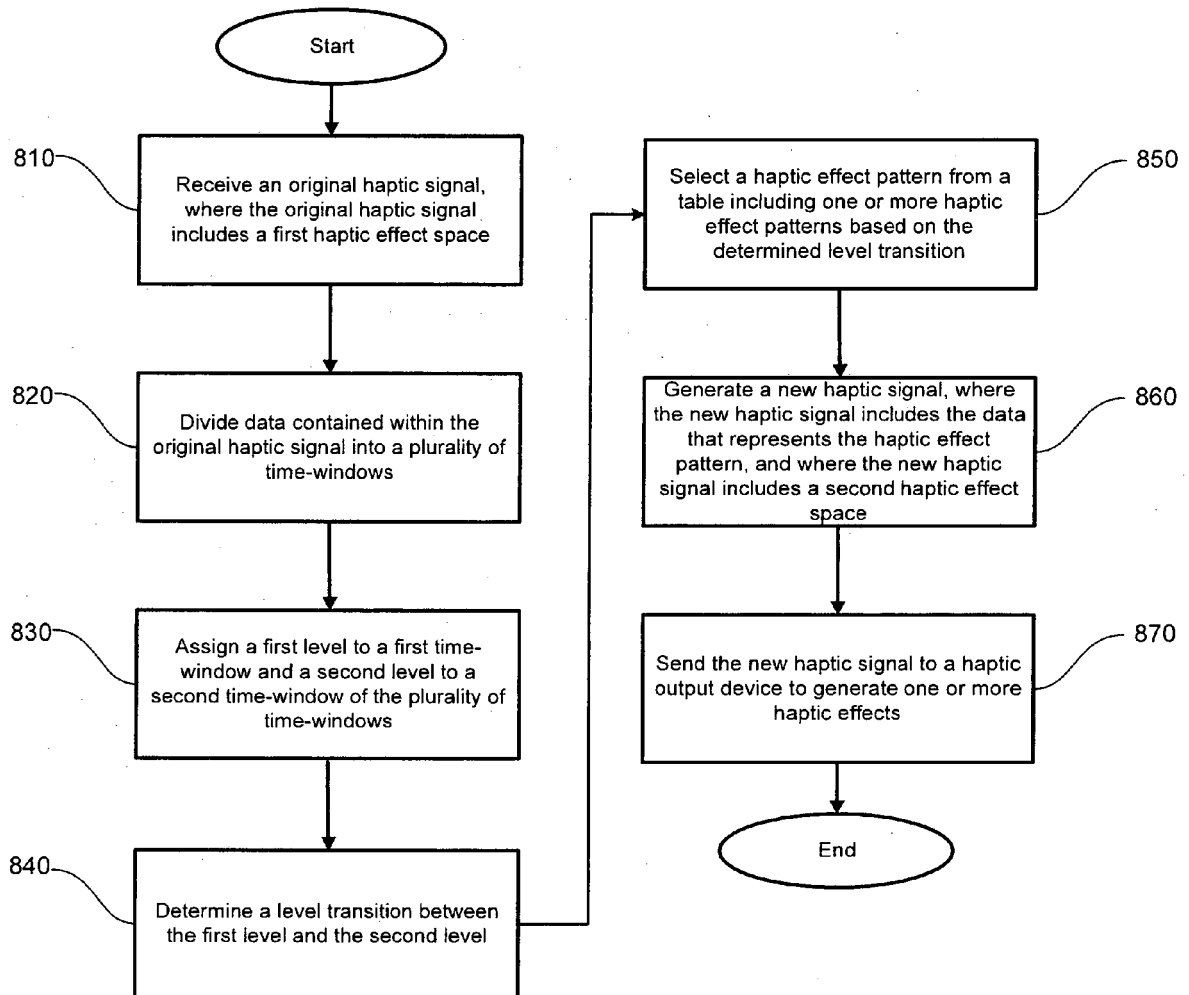 Start
810
Receive an original haptic signal,
where the original haptic signal
includes a first haptic effect space
820
Divide data contained within the
original haptic signal into a plurality of
time-windows
830
Assign a first level to a first time-
window and a second level to a
second time-window of the plurality of
time-windows
840
Determine a level transition between
the first level and the second level
850
Select a haptic effect pattern from a
table including one or more haptic
effect patterns based on the
determined level transition
860
Generate a new haptic signal, where
the new haptic signal includes the data
that represents the haptic effect
pattern, and where the new haptic
signal includes a second haptic effect
space
870
Send the new haptic signal to a haptic
output device to generate one or more
haptic effects
End